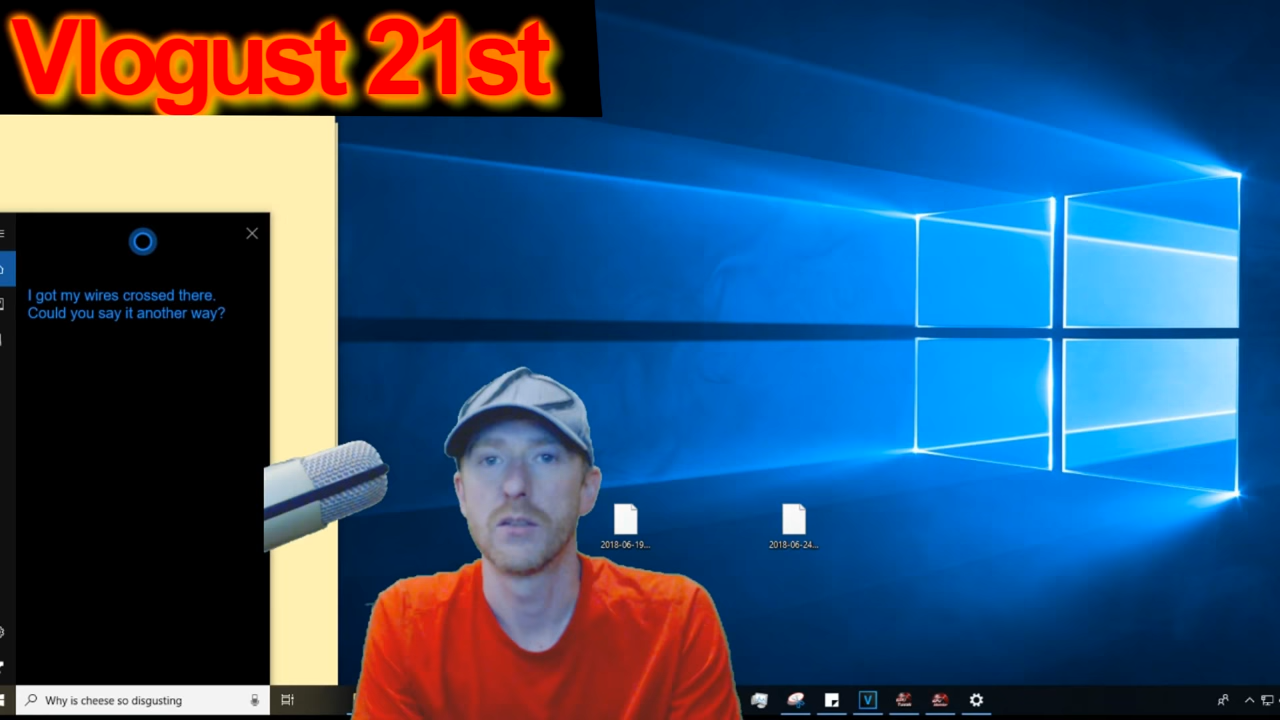 Vlogust 21st
I got my wires crossed there.
Could you say it another way?
2018-06-19...
2018-06-24...
Why is cheese so disgusting
V